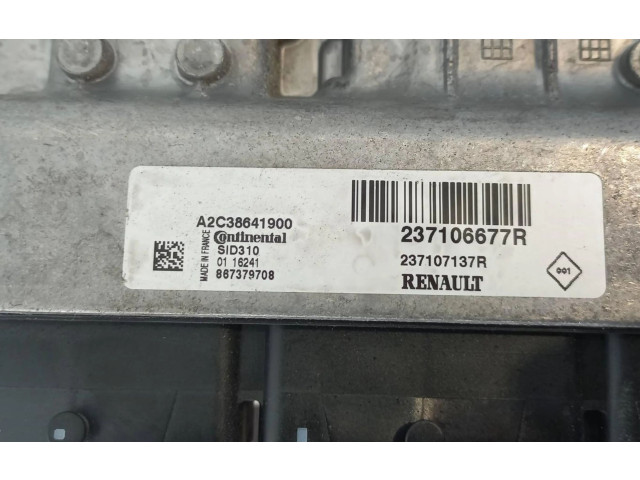 A2C38641900
Continental
SID310
01 16241
867379708
MADE IN FRANCE
237106677R
237107137R
RENAULT
001